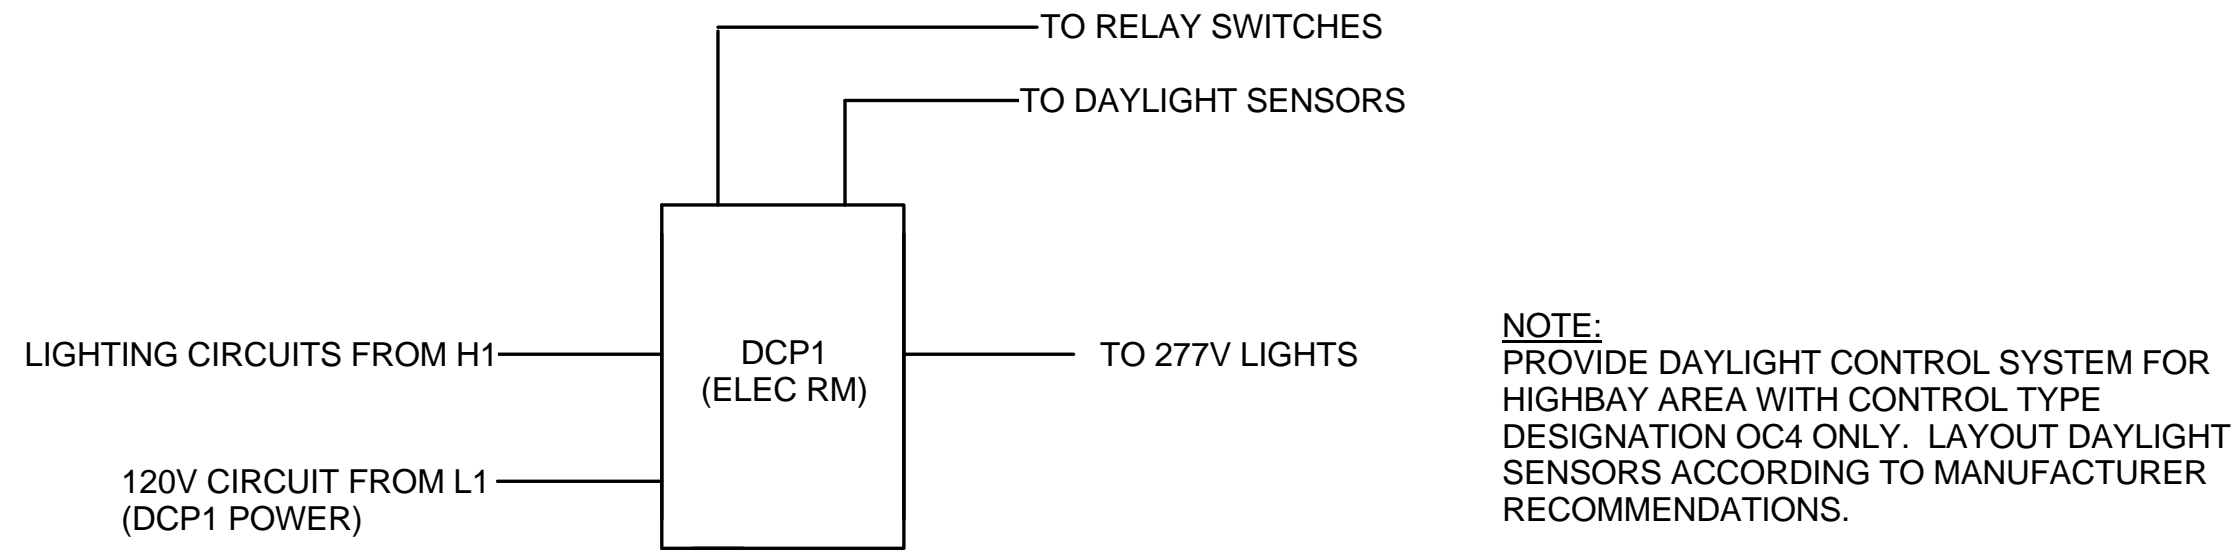 TO RELAY SWITCHES
TO DAYLIGHT SENSORS
LIGHTING CIRCUITS FROM H1
DCP1
(ELEC RM)
TO 277V LIGHTS
120V CIRCUIT FROM L1
(DCP1 POWER)
NOTE:
PROVIDE DAYLIGHT CONTROL SYSTEM FOR
HIGHBAY AREA WITH CONTROL TYPE
DESIGNATION OC4 ONLY.  LAYOUT DAYLIGHT
SENSORS ACCORDING TO MANUFACTURER
RECOMMENDATIONS.